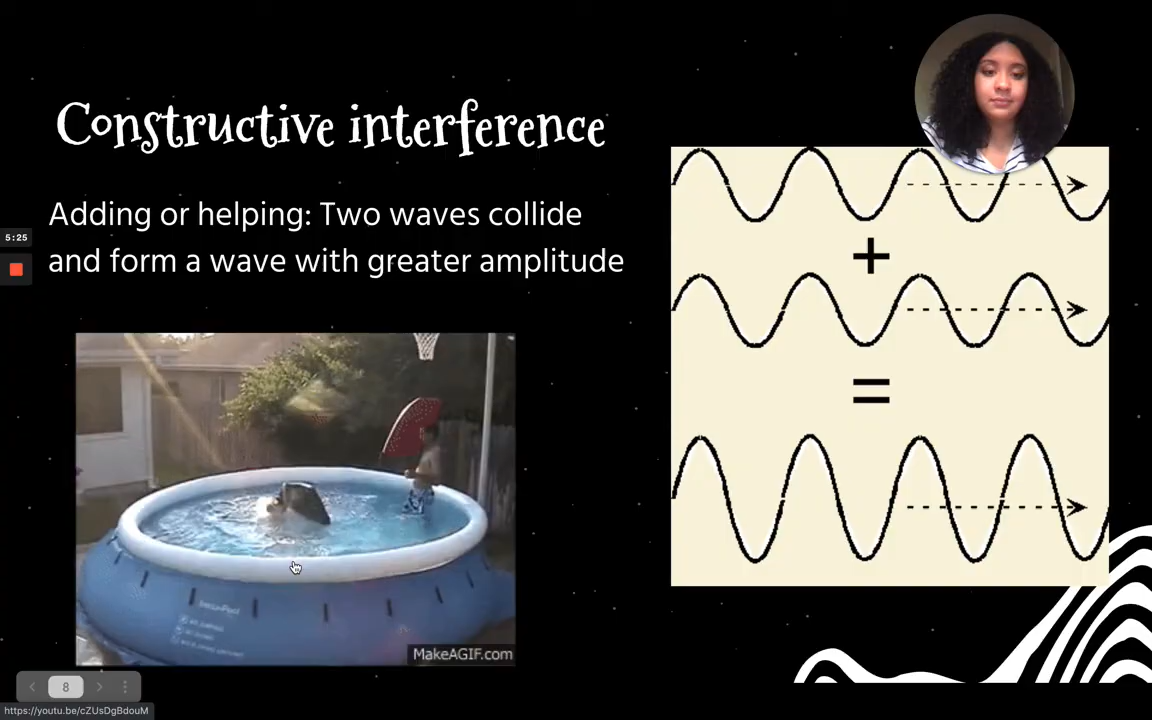 Constructive interference
Adding or helping: Two waves collide
and form a wave with greater amplitude
5:25
+
=
MakeAGIF.com
8
https://youtu.be/cZUsDgBdouM